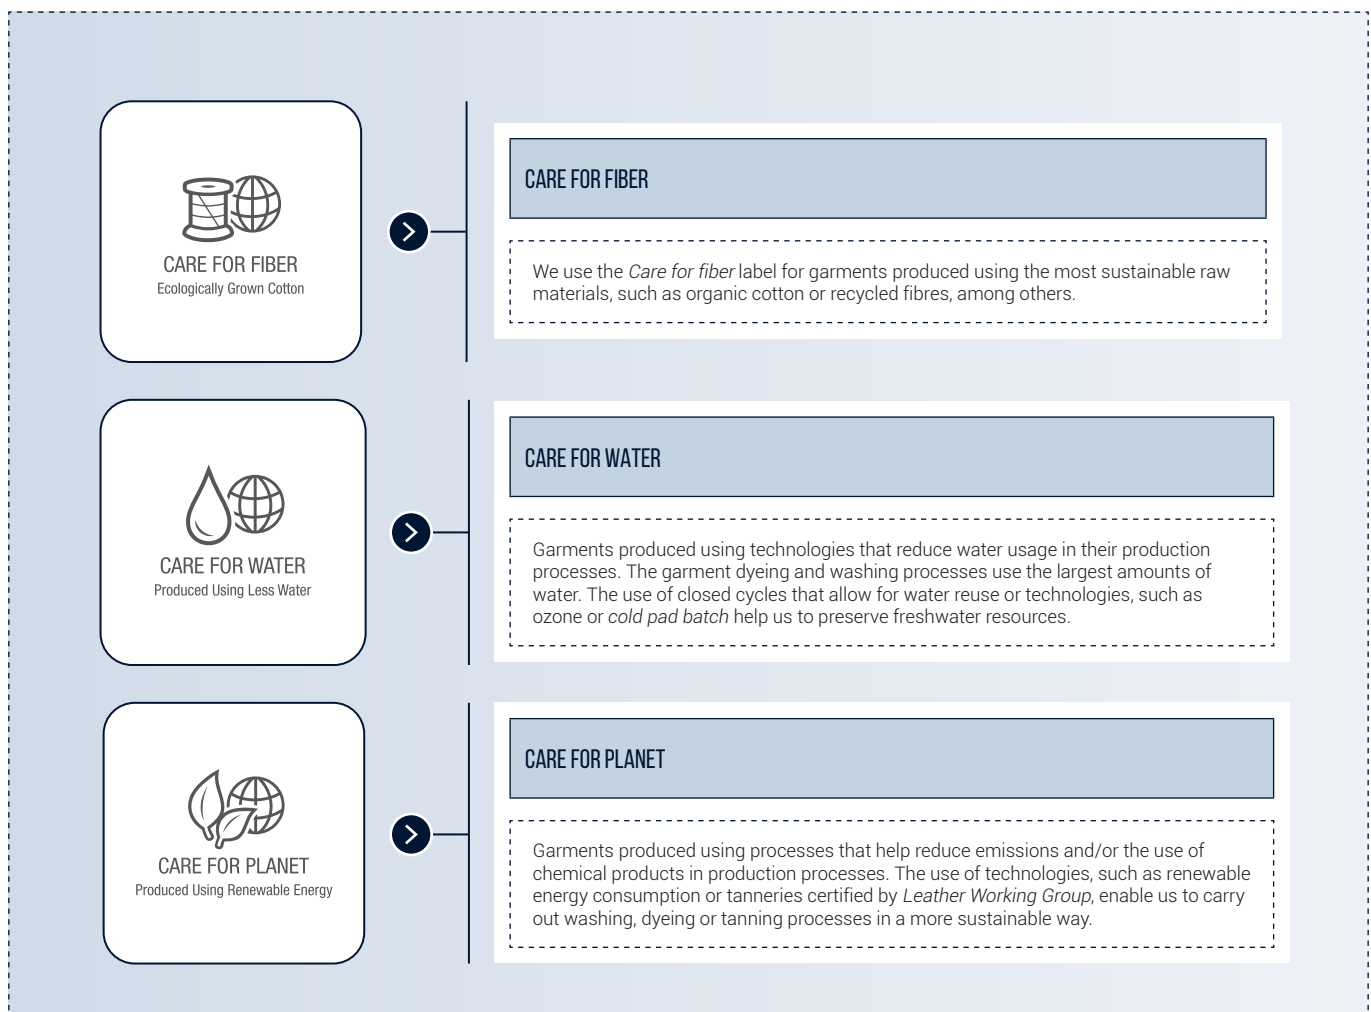 CARE FOR FIBER
Ecologically Grown Cotton
CARE FOR FIBER
We use the Care for fiber label for garments produced using the most sustainable raw
materials, such as organic cotton or recycled fibres, among others.
CARE FOR WATER
Produced Using Less Water
CARE FOR WATER
Garments produced using technologies that reduce water usage in their production
processes. The garment dyeing and washing processes use the largest amounts of
water. The use of closed cycles that allow for water reuse or technologies, such as
ozone or cold pad batch help us to preserve freshwater resources.
CARE FOR PLANET
Produced Using Renewable Energy
CARE FOR PLANET
Garments produced using processes that help reduce emissions and/or the use of
chemical products in production processes. The use of technologies, such as renewable
energy consumption or tanneries certified by Leather Working Group, enable us to carry
out washing, dyeing or tanning processes in a more sustainable way.